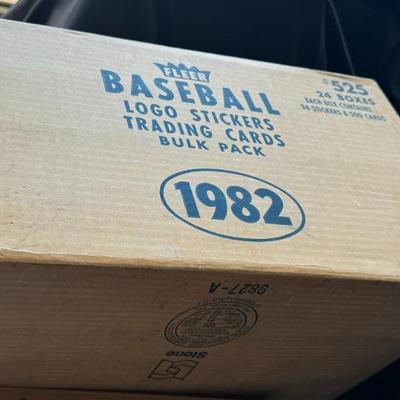 FLEER
BASEBALL
LOGO STICKERS
TRADING CARDS
BULK PACK
1982
#525
24 BOXES
EACH BOX CONTAINS
34 STICKERS & 500 CARDS
9827-A
Stone